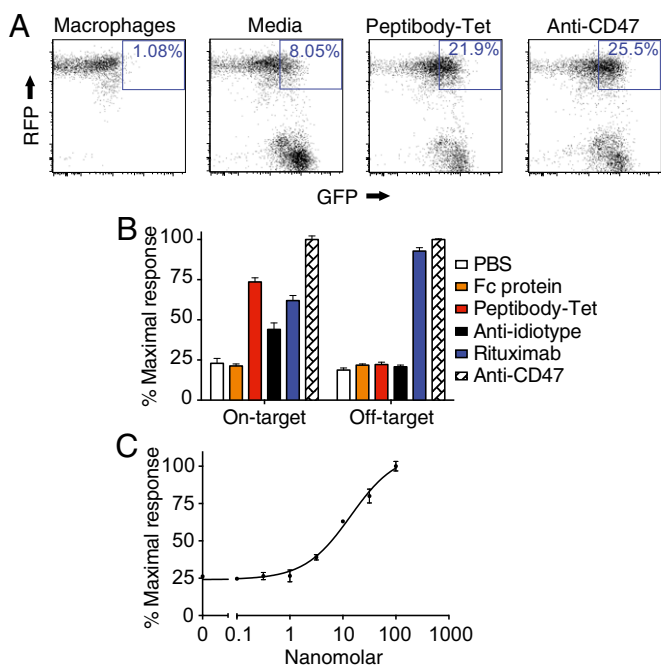 A
Macrophages
Media
Peptibody-Tet
Anti-CD47
1.08%
8.05%
21.9%
25.5%
RFP
GFP
B
% Maximal response
100
75
50
25
0
On-target
Off-target
PBS
Fc protein
Peptibody-Tet
Anti-idiotype
Rituximab
Anti-CD47
C
% Maximal response
100
75
50
25
0
0 0.1 1 10 100 1000
Nanomolar